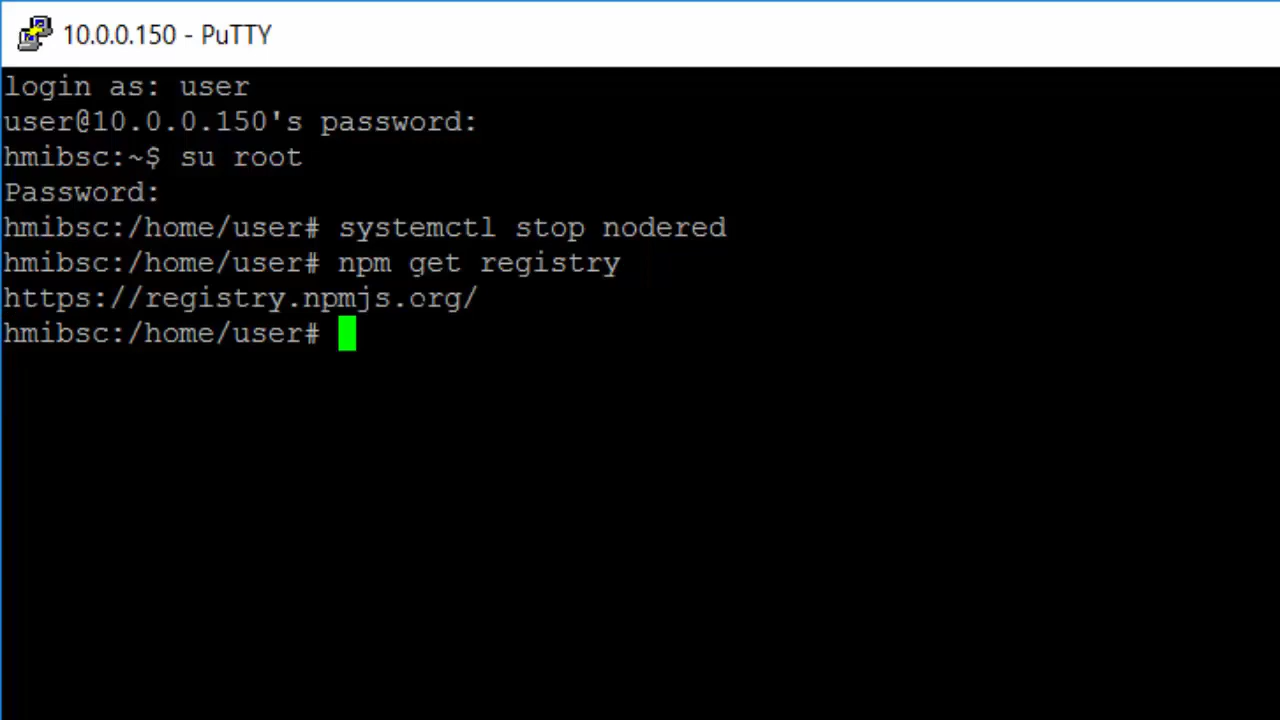 10.0.0.150 - PuTTY
login as: user
user@10.0.0.150's password:
hmibsc:~$ su root
Password:
hmibsc:/home/user# systemctl stop nodered
hmibsc:/home/user# npm get registry
https://registry.npmjs.org/
hmibsc:/home/user#